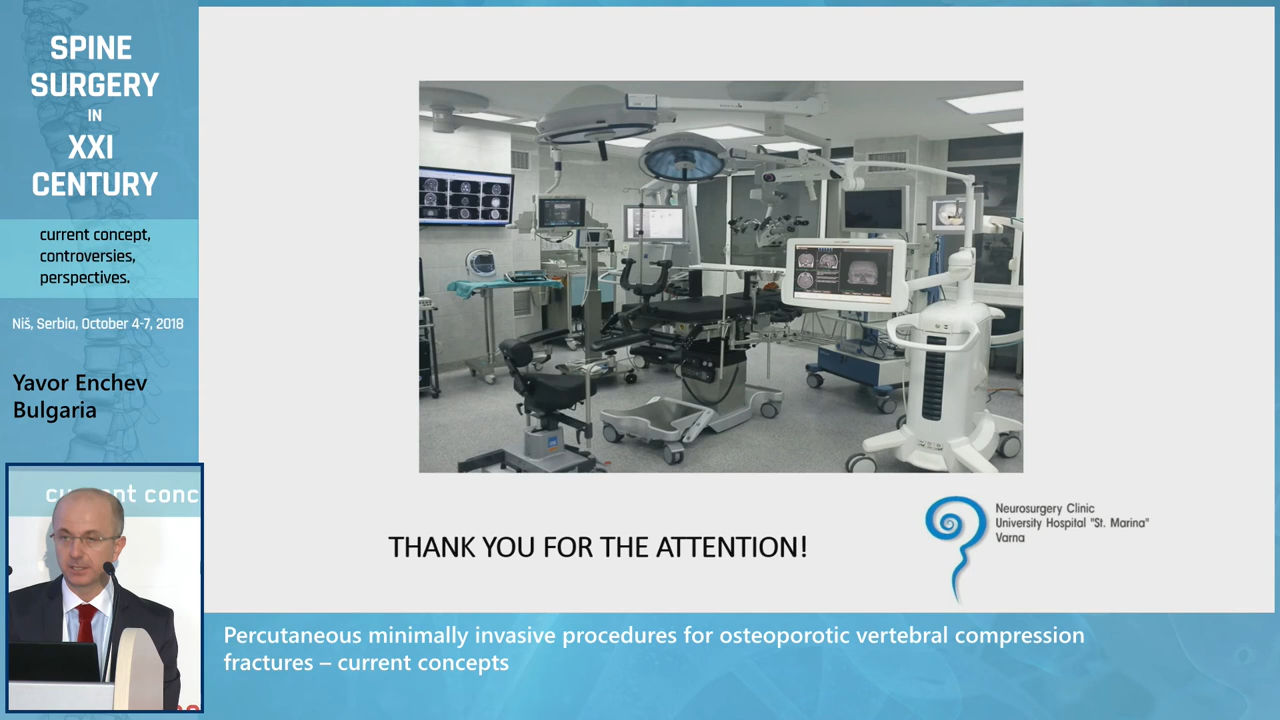 SPINE
SURGERY
IN
XXI
CENTURY
current concept,
controversies,
perspectives.
Niš, Serbia, October 4-7, 2018
Yavor Enchev
Bulgaria
current conc
THANK YOU FOR THE ATTENTION!
Neurosurgery Clinic
University Hospital "St. Marina"
Varna
Percutaneous minimally invasive procedures for osteoporotic vertebral compression
fractures – current concepts